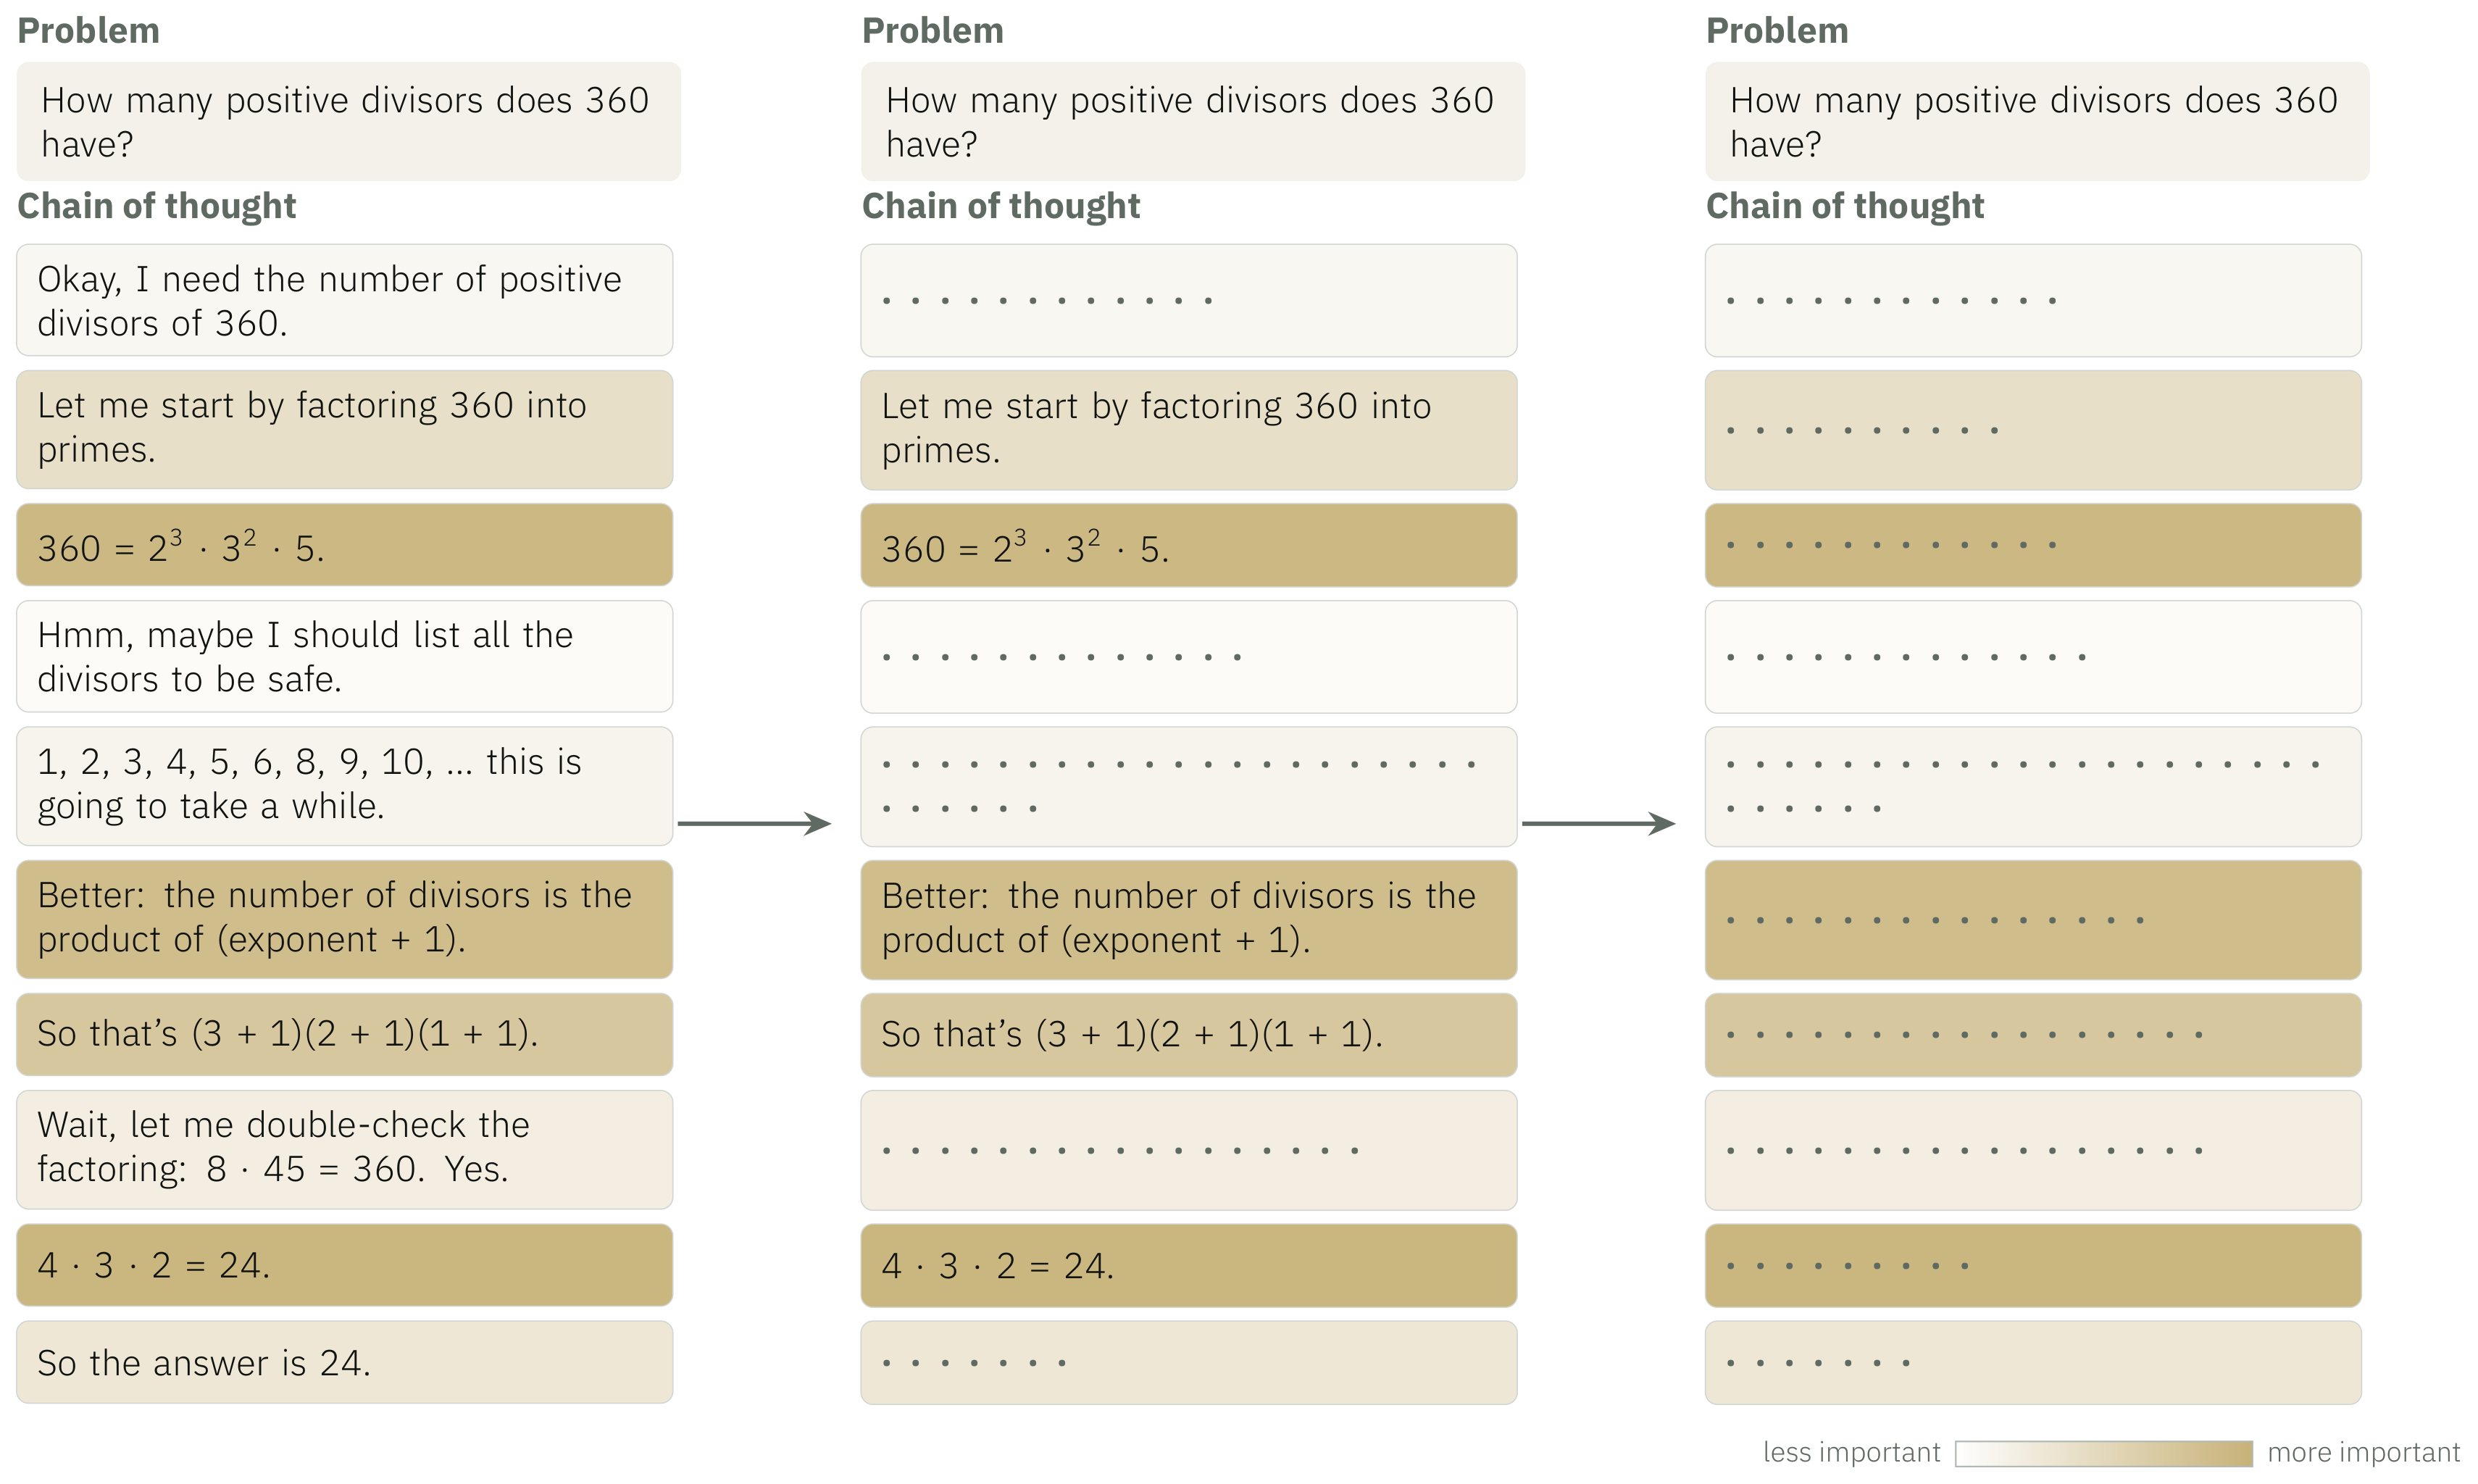 Problem
How many positive divisors does 360
have?
Chain of thought
Okay, I need the number of positive
divisors of 360.
Let me start by factoring 360 into
primes.
360 = 2³ · 3² · 5.
Hmm, maybe I should list all the
divisors to be safe.
1, 2, 3, 4, 5, 6, 8, 9, 10, ... this is
going to take a while.
Better: the number of divisors is the
product of (exponent + 1).
So that’s (3 + 1)(2 + 1)(1 + 1).
Wait, let me double-check the
factoring: 8 · 45 = 360. Yes.
4 · 3 · 2 = 24.
So the answer is 24.
Problem
How many positive divisors does 360
have?
Chain of thought
. . . . . . . . . . . .
Let me start by factoring 360 into
primes.
360 = 2³ · 3² · 5.
. . . . . . . . . . . . .
. . . . . . . . . . . . . . . . . . . . .
. . . . . .
Better: the number of divisors is the
product of (exponent + 1).
So that’s (3 + 1)(2 + 1)(1 + 1).
. . . . . . . . . . . . . . . . .
4 · 3 · 2 = 24.
. . . . . . .
Problem
How many positive divisors does 360
have?
Chain of thought
. . . . . . . . . . . .
. . . . . . . . . .
. . . . . . . . . . . .
. . . . . . . . . . . . .
. . . . . . . . . . . . . . . . . . . . .
. . . . . .
. . . . . . . . . . . . . . .
. . . . . . . . . . . . . . . . .
. . . . . . . . . . . . . . . . .
. . . . . . . . .
. . . . . . .
less important more important